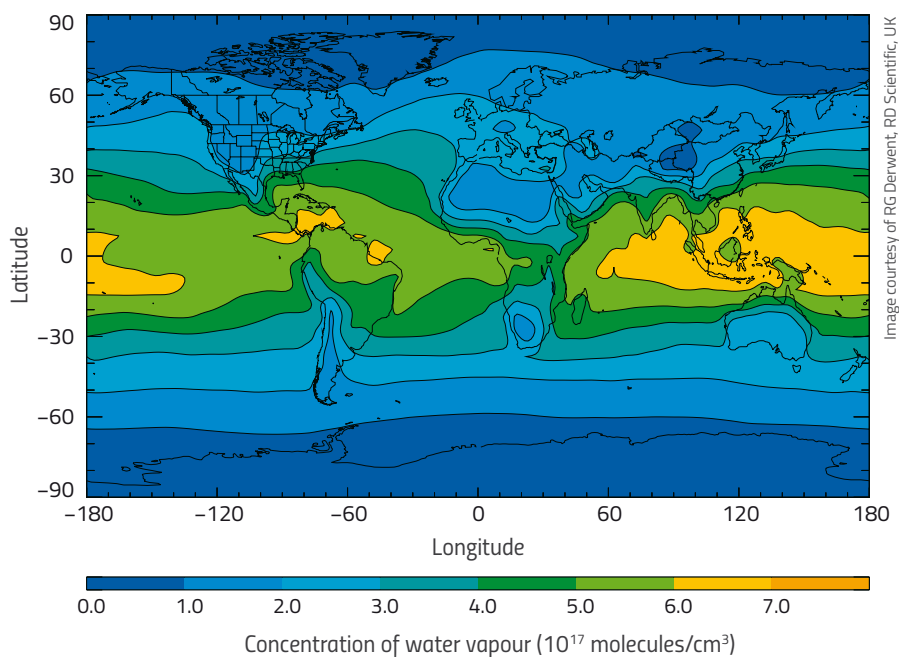 90
60
30
0
−30
−60
−90
Latitude
−180 −120 −60 0 60 120 180
Longitude
0.0 1.0 2.0 3.0 4.0 5.0 6.0 7.0
Concentration of water vapour (10¹⁷ molecules/cm³)
Image courtesy of RG Derwent, RD Scientific, UK